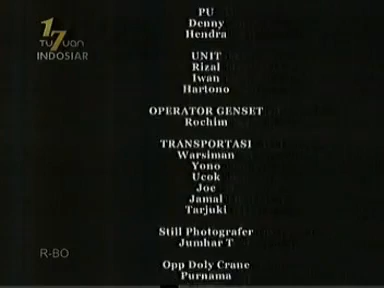 17
Tujuan
INDOSIAR
PU
Denny
Hendra
UNIT
Rizal
Iwan
Hartono
OPERATOR GENSET
Rochim
TRANSPORTASI
Warsiman
Yono
Ucok
Joe
Jamal
Tarjuki
Still Photografer
Jumhar T
Opp Doly Crane
Purnama
R-BO